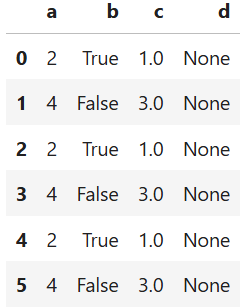 a b c d
0 2 True 1.0 None
1 4 False 3.0 None
2 2 True 1.0 None
3 4 False 3.0 None
4 2 True 1.0 None
5 4 False 3.0 None